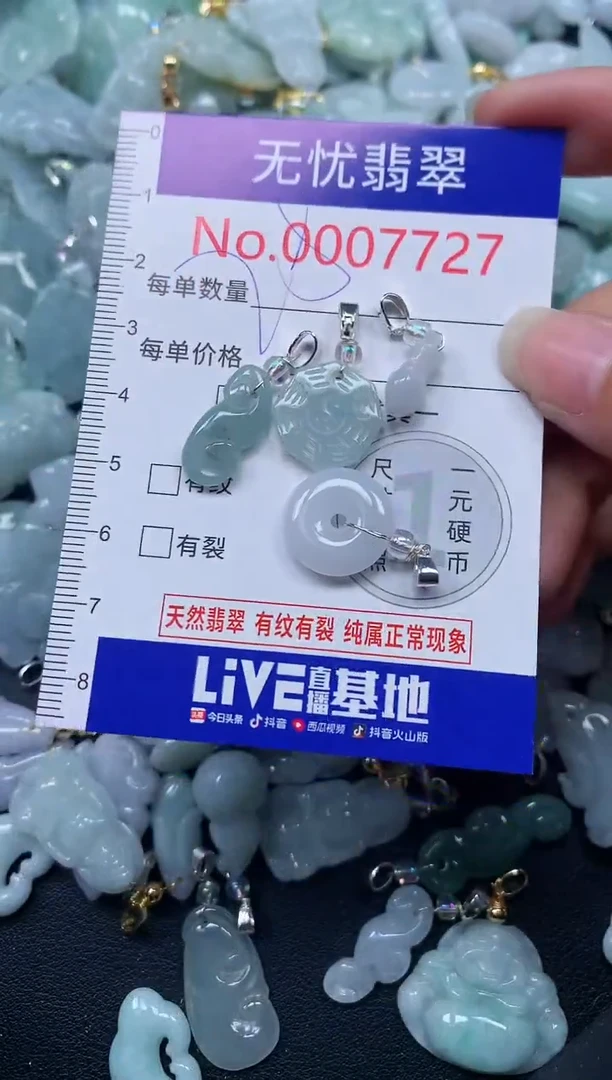 无忧翡翠
No.0007727
每单数量
每单价格
有纹
尺
一元硬币
有裂
天然翡翠 有纹有裂 纯属正常现象
LiVE直播基地
今日头条 抖音 西瓜视频 抖音火山版
0
1
2
3
4
5
6
7
8